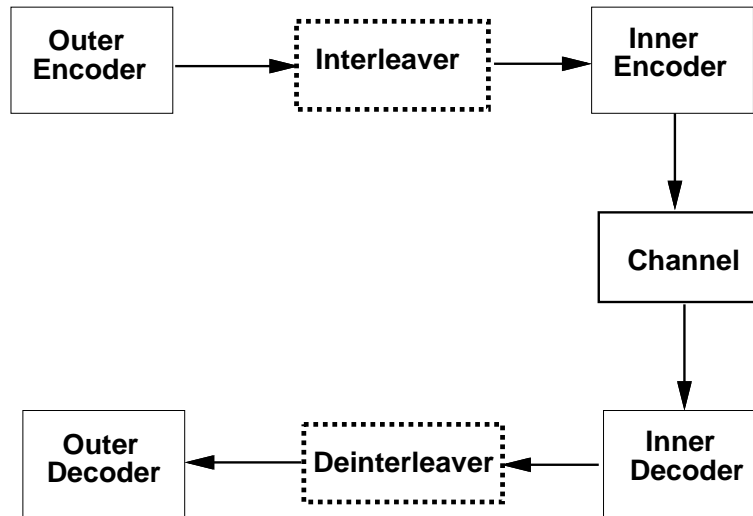 Outer
Encoder
Interleaver
Inner
Encoder
Channel
Inner
Decoder
Deinterleaver
Outer
Decoder